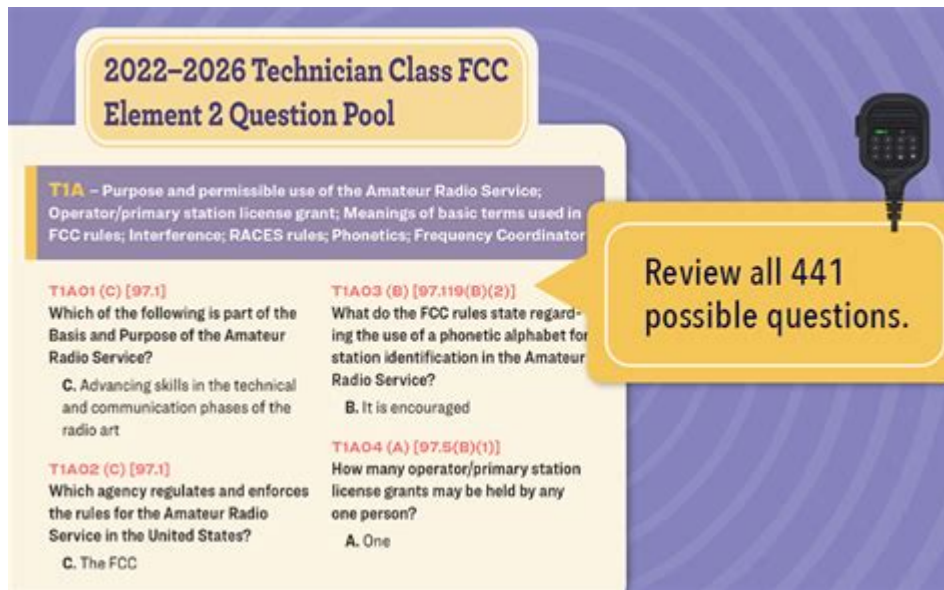 2022–2026 Technician Class FCC
Element 2 Question Pool
T1A – Purpose and permissible use of the Amateur Radio Service;
Operator/primary station license grant; Meanings of basic terms used in
FCC rules; Interference; RACES rules; Phonetics; Frequency Coordinator
T1A01 (C) [97.1]
Which of the following is part of the
Basis and Purpose of the Amateur
Radio Service?
C. Advancing skills in the technical
and communication phases of the
radio art
T1A02 (C) [97.1]
Which agency regulates and enforces
the rules for the Amateur Radio
Service in the United States?
C. The FCC
T1A03 (B) [97.119(B)(2)]
What do the FCC rules state regard-
ing the use of a phonetic alphabet for
station identification in the Amateur
Radio Service?
B. It is encouraged
T1A04 (A) [97.5(B)(1)]
How many operator/primary station
license grants may be held by any
one person?
A. One
Review all 441
possible questions.